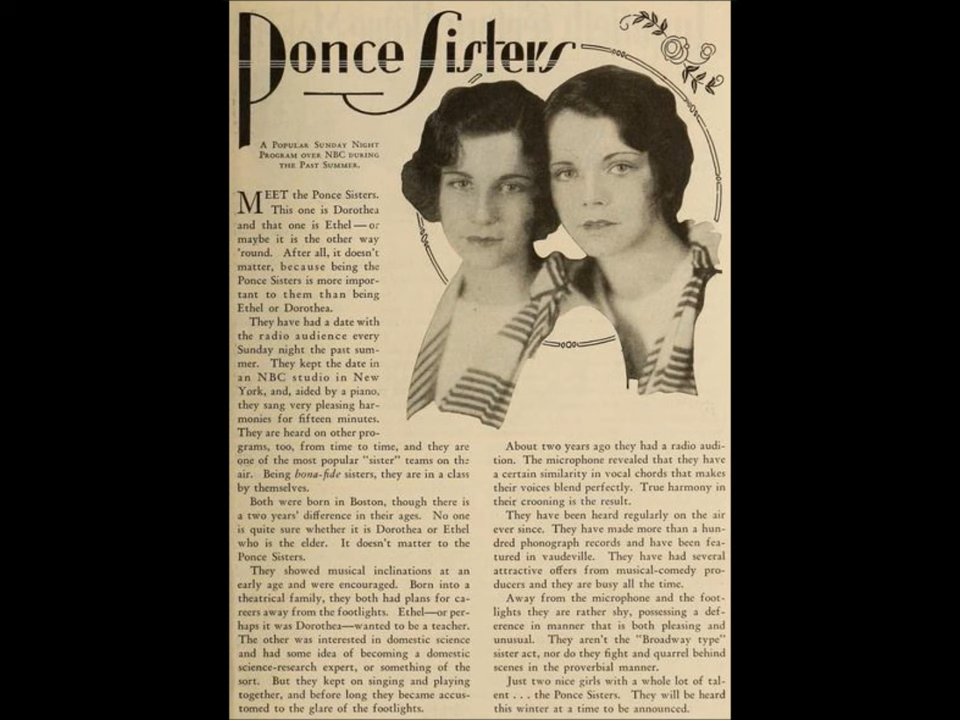 Ponce Sisters
A Popular Sunday Night
Program over NBC during
the Past Summer.
MEET the Ponce Sisters.
This one is Dorothea
and that one is Ethel—or
maybe it is the other way
'round. After all, it doesn't
matter, because being the
Ponce Sisters is more impor-
tant to them than being
Ethel or Dorothea.
They have had a date with
the radio audience every
Sunday night the past sum-
mer. They kept the date in
an NBC studio in New
York, and, aided by a piano,
they sang very pleasing har-
monies for fifteen minutes.
They are heard on other pro-
grams, too, from time to time, and they are
one of the most popular "sister" teams on the
air. Being bona-fide sisters, they are in a class
by themselves.
Both were born in Boston, though there is
a two years' difference in their ages. No one
is quite sure whether it is Dorothea or Ethel
who is the elder. It doesn't matter to the
Ponce Sisters.
They showed musical inclinations at an
early age and were encouraged. Born into a
theatrical family, they both had plans for ca-
reers away from the footlights. Ethel—or per-
haps it was Dorothea—wanted to be a teacher.
The other was interested in domestic science
and had some idea of becoming a domestic
science-research expert, or something of the
sort. But they kept on singing and playing
together, and before long they became accus-
tomed to the glare of the footlights.
About two years ago they had a radio audi-
tion. The microphone revealed that they have
a certain similarity in vocal chords that makes
their voices blend perfectly. True harmony in
their crooning is the result.
They have been heard regularly on the air
ever since. They have made more than a hun-
dred phonograph records and have been fea-
tured in vaudeville. They have had several
attractive offers from musical-comedy pro-
ducers and they are busy all the time.
Away from the microphone and the foot-
lights they are rather shy, possessing a def-
erence in manner that is both pleasing and
unusual. They aren't the "Broadway type"
sister act, nor do they fight and quarrel behind
scenes in the proverbial manner.
Just two nice girls with a whole lot of tal-
ent . . . the Ponce Sisters. They will be heard
this winter at a time to be announced.